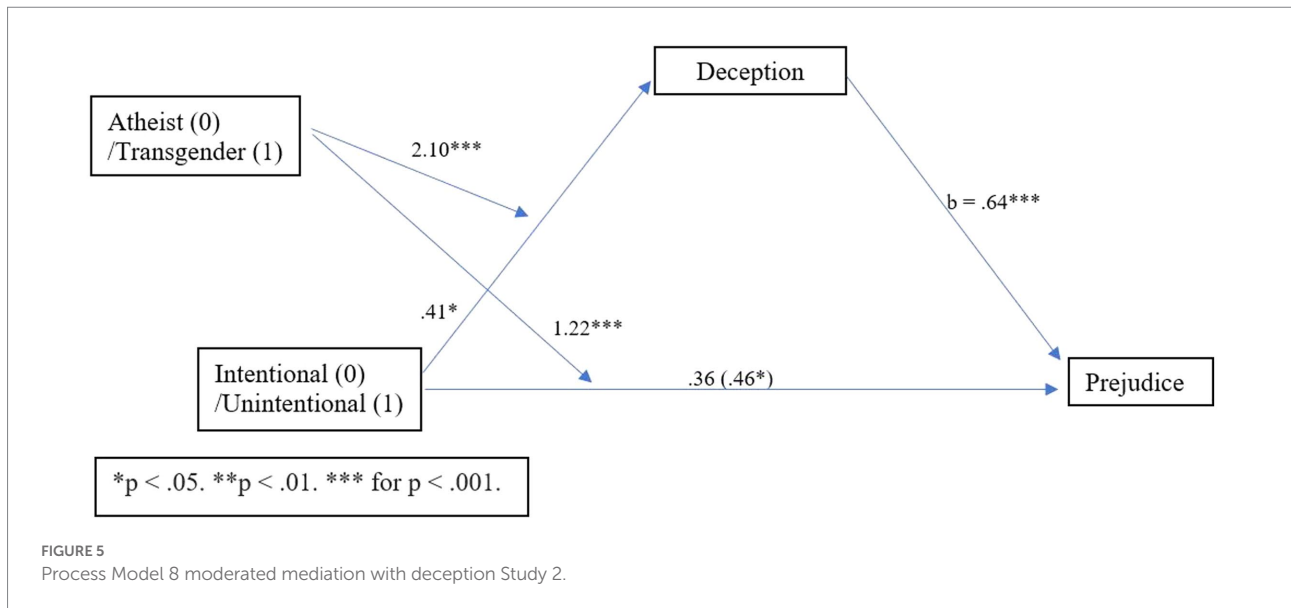 Deception
Atheist (0)
/Transgender (1)
2.10***
b = .64***
.41*
1.22***
Intentional (0)
/Unintentional (1)
.36 (.46*)
Prejudice
*p < .05. **p < .01. *** for p < .001.
FIGURE 5
Process Model 8 moderated mediation with deception Study 2.